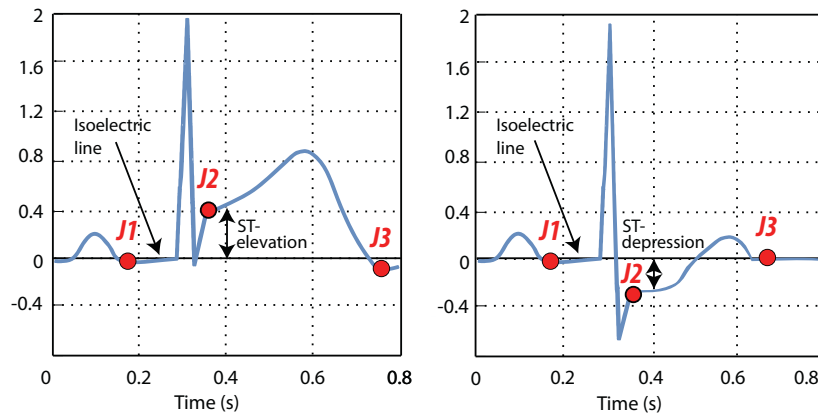 2
1.6
1.2
0.8
0.4
0
-0.4
Isoelectric
line
J1
J2
ST-
elevation
J3
0
0.2
0.4
0.6
0.8
Time (s)
2
1.6
1.2
0.8
0.4
0
-0.4
Isoelectric
line
J1
ST-
depression
J2
J3
0
0.2
0.4
0.6
0.8
Time (s)